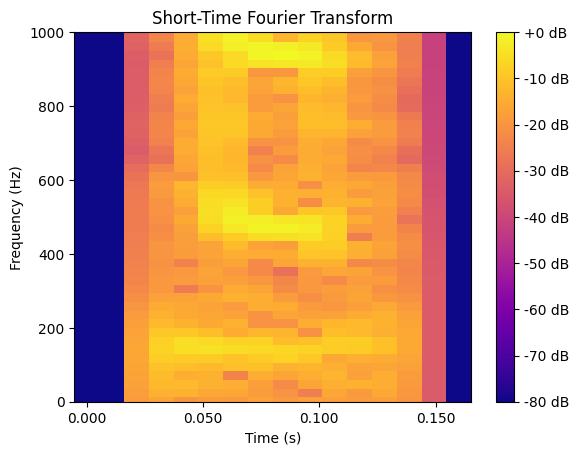 Short-Time Fourier Transform
1000
800
600
400
200
0
Frequency (Hz)
0.000
0.050
0.100
0.150
Time (s)
+0 dB
-10 dB
-20 dB
-30 dB
-40 dB
-50 dB
-60 dB
-70 dB
-80 dB